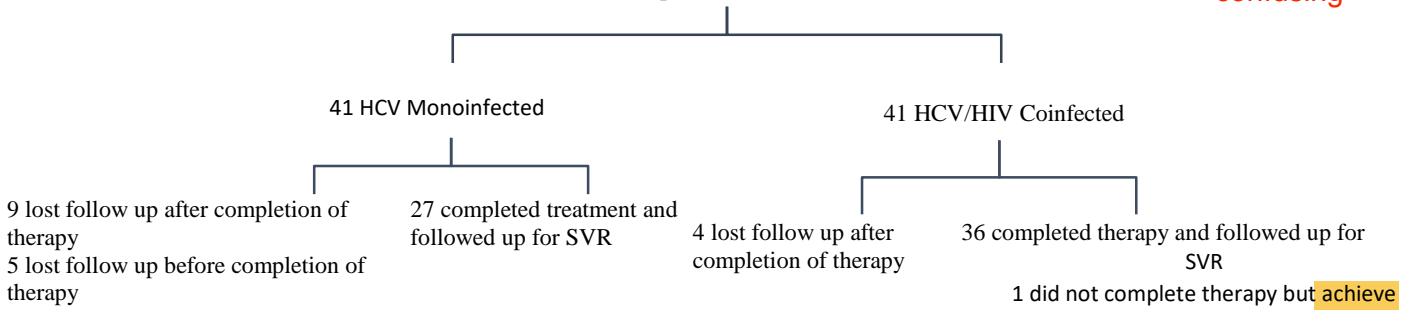 41 HCV Monoinfected
41 HCV/HIV Coinfected
9 lost follow up after completion of
therapy
5 lost follow up before completion of
therapy
27 completed treatment and
followed up for SVR
4 lost follow up after
completion of therapy
36 completed therapy and followed up for
SVR
1 did not complete therapy but achieve